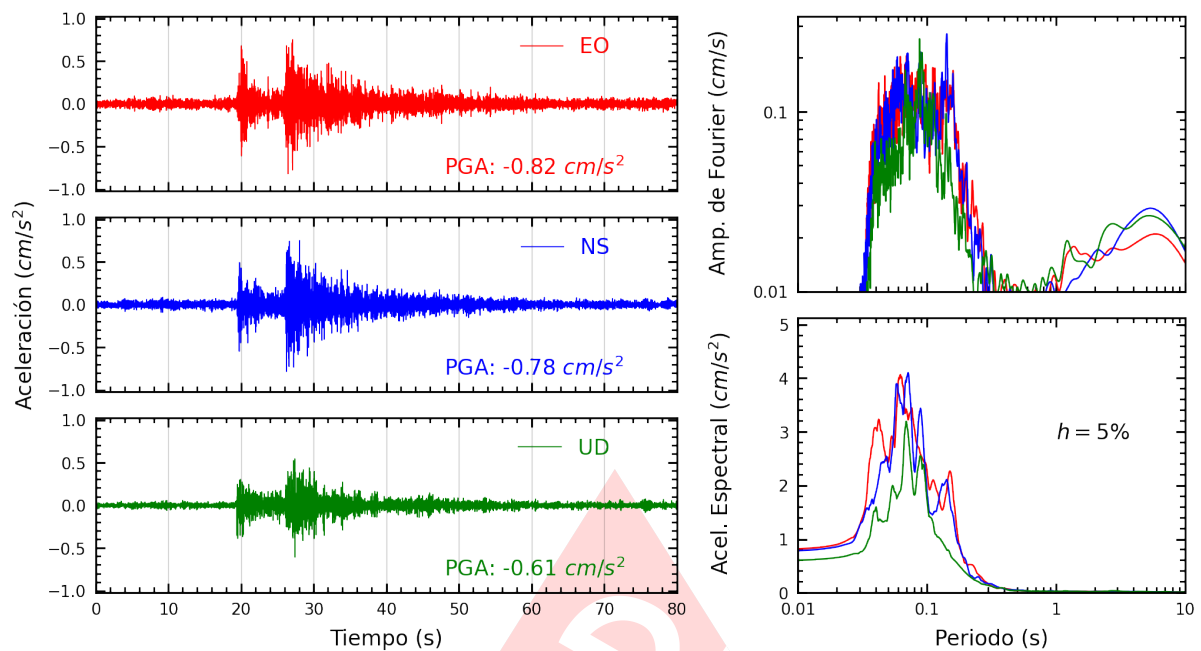 1.0
0.5
0.0
−0.5
−1.0
EO
PGA: -0.82 cm/s²
1.0
0.5
0.0
−0.5
−1.0
NS
PGA: -0.78 cm/s²
1.0
0.5
0.0
−0.5
−1.0
UD
PGA: -0.61 cm/s²
0 10 20 30 40 50 60 70 80
Tiempo (s)
Aceleración (cm/s²)
Amp. de Fourier (cm/s)
0.1
0.01
Acel. Espectral (cm/s²)
5
4
3
2
1
0
h = 5%
0.01 0.1 1 10
Periodo (s)